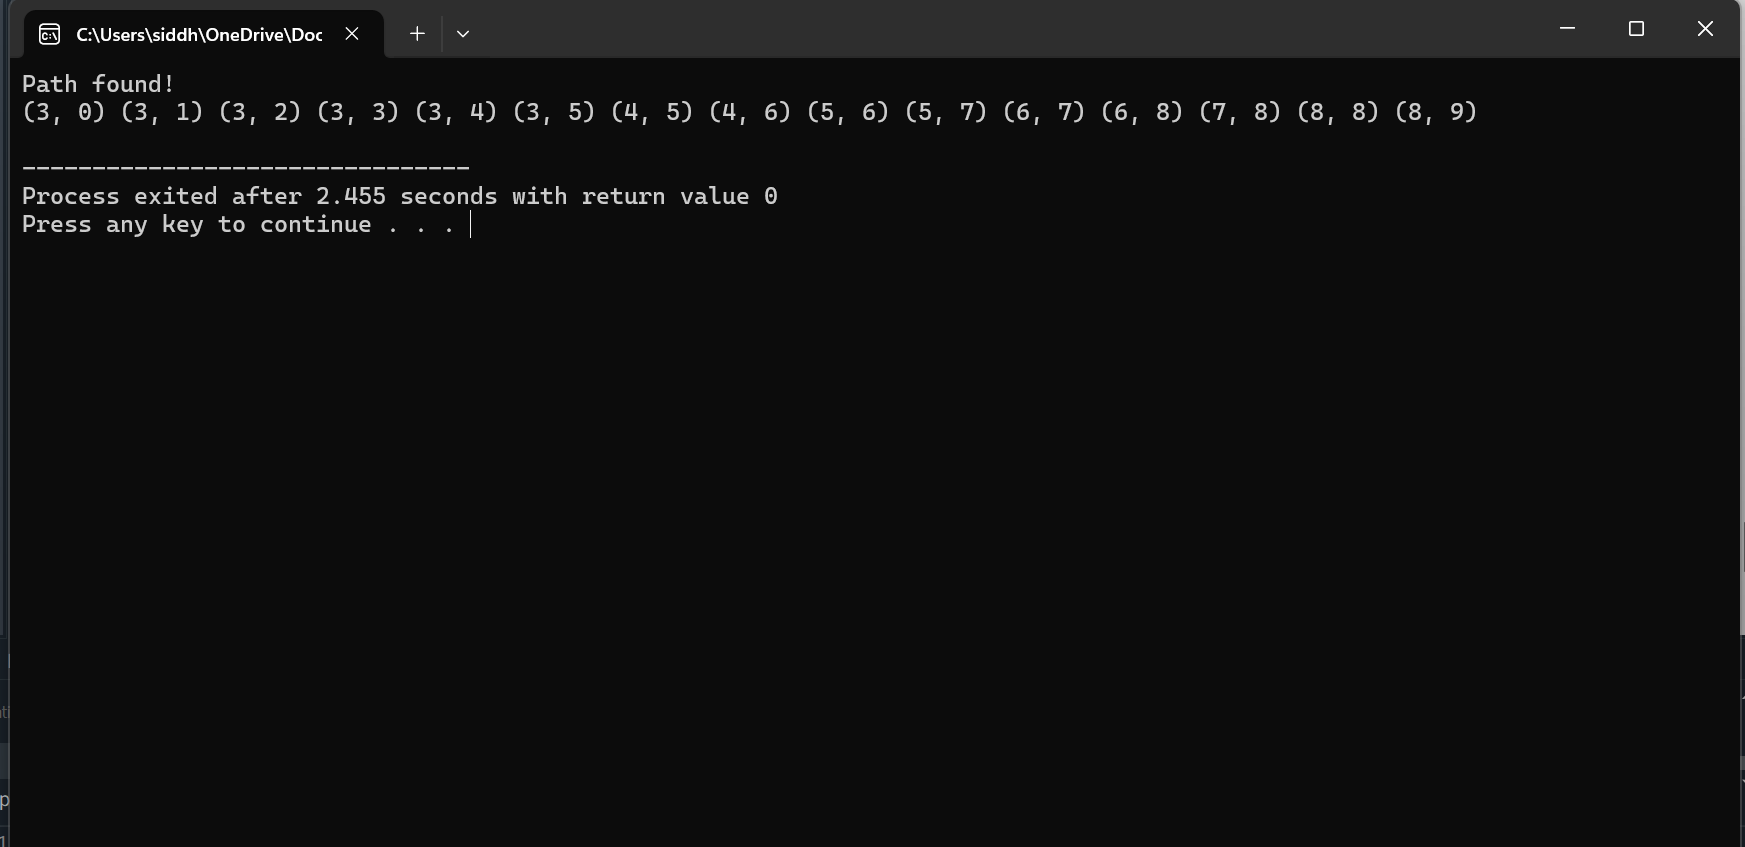 C:\Users\siddh\OneDrive\Doc
Path found!
(3, 0) (3, 1) (3, 2) (3, 3) (3, 4) (3, 5) (4, 5) (4, 6) (5, 6) (5, 7) (6, 7) (6, 8) (7, 8) (8, 8) (8, 9)
--------------------------------
Process exited after 2.455 seconds with return value 0
Press any key to continue . . .